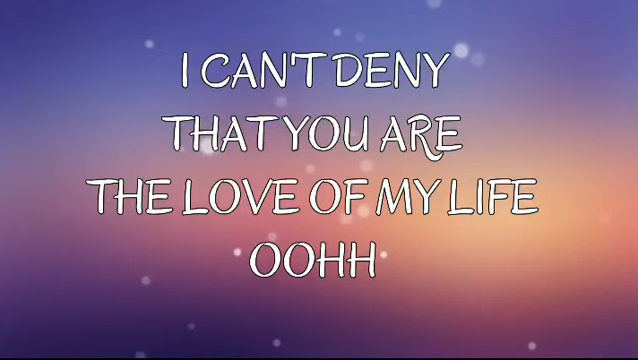 I CAN'T DENY
THAT YOU ARE
THE LOVE OF MY LIFE
OOHH